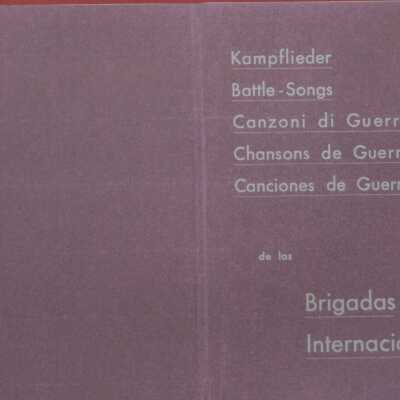 Kampflieder
Battle-Songs
Canzoni di Guerr
Chansons de Guerr
Canciones de Guerr
de las
Brigadas
Internacio